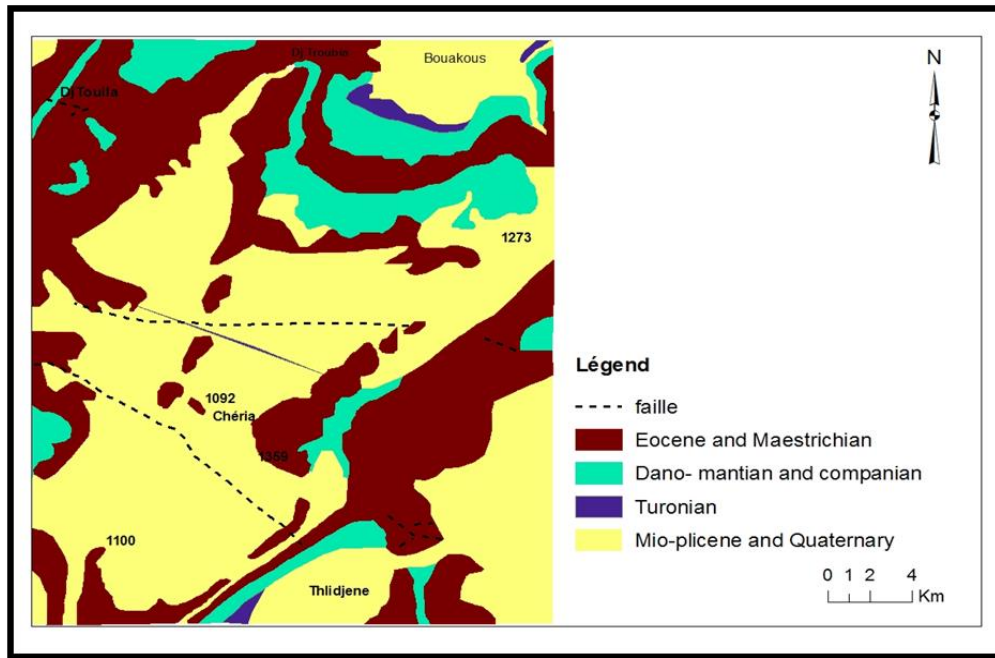 Dj Troubia
Bouakous
N
Dj Touila
1273
1092
Chéria
1359
1100
Thlidjene
Légend
faille
Eocene and Maestrichian
Dano- mantian and companian
Turonian
Mio-plicene and Quaternary
0 1 2 4
Km